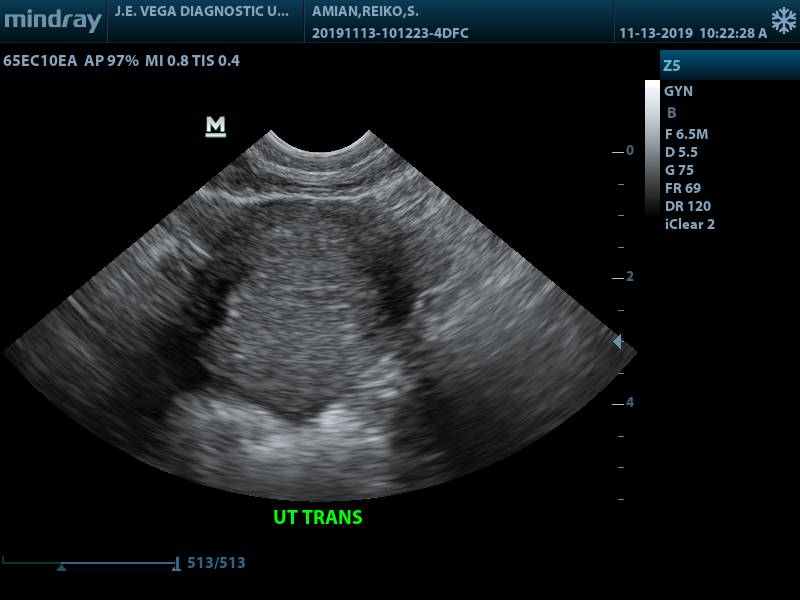 mindray
J.E. VEGA DIAGNOSTIC U...
AMIAN,REIKO,S.
20191113-101223-4DFC
11-13-2019 10:22:28 A
65EC10EA AP 97% MI 0.8 TIS 0.4
Z5
GYN
B
F 6.5M
D 5.5
G 75
FR 69
DR 120
iClear 2
M
0
2
4
UT TRANS
513/513